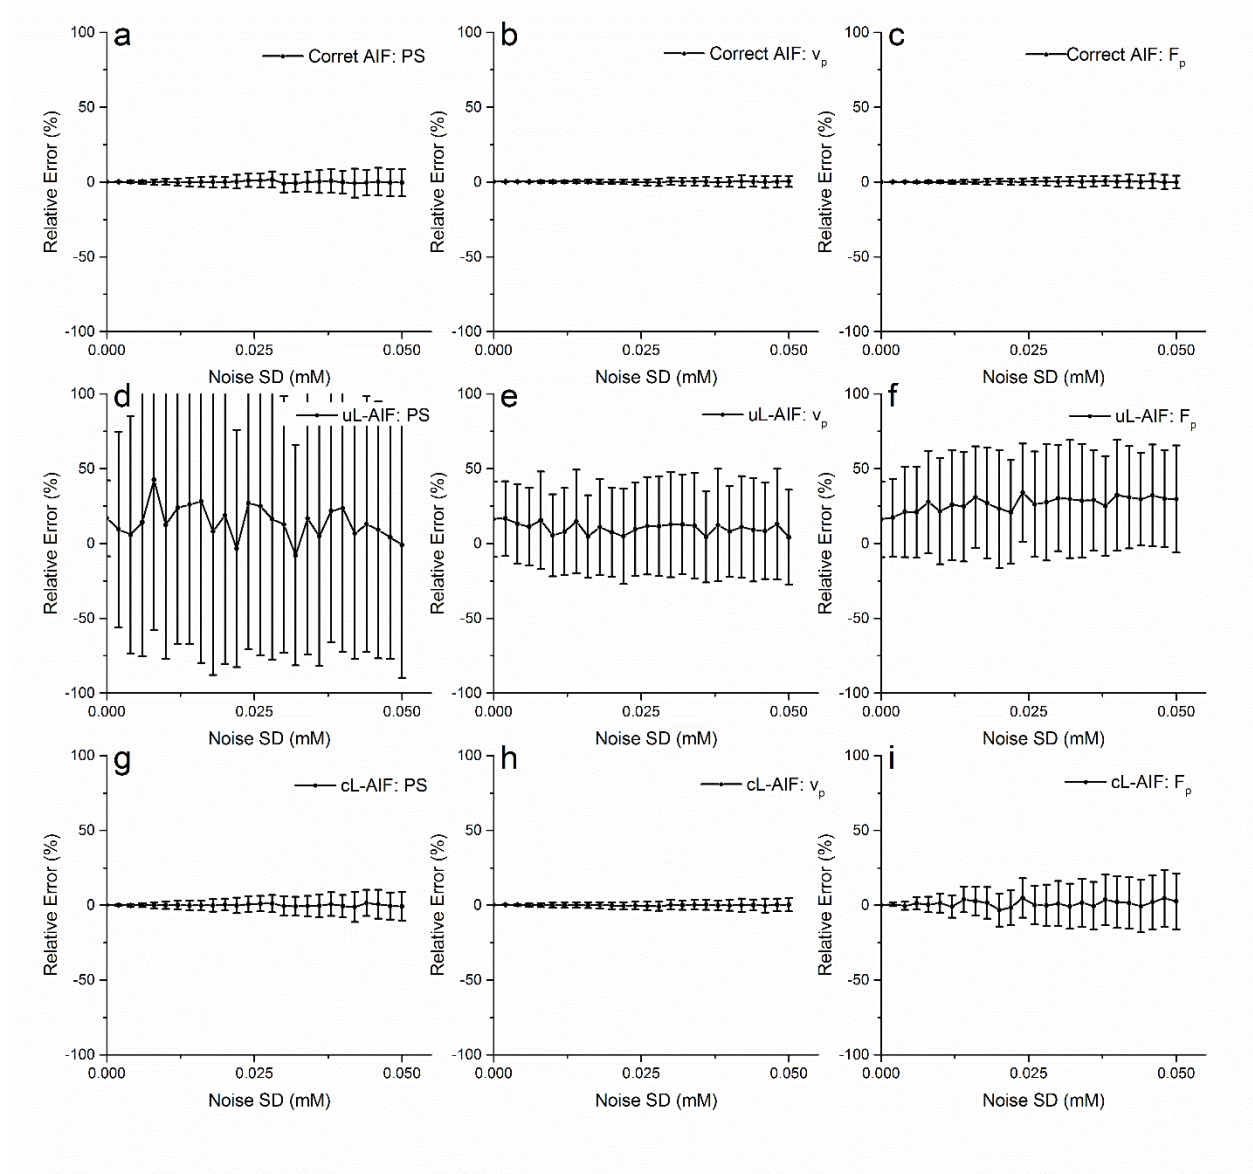 a
Corret AIF: PS
100
50
0
-50
-100
Relative Error (%)
0.000
0.025
0.050
Noise SD (mM)
b
Correct AIF: vp
100
50
0
-50
-100
Relative Error (%)
0.000
0.025
0.050
Noise SD (mM)
c
Correct AIF: Fp
100
50
0
-50
-100
Relative Error (%)
0.000
0.025
0.050
Noise SD (mM)
d
uL-AIF: PS
100
50
0
-50
-100
Relative Error (%)
0.000
0.025
0.050
Noise SD (mM)
e
uL-AIF: vp
100
50
0
-50
-100
Relative Error (%)
0.000
0.025
0.050
Noise SD (mM)
f
uL-AIF: Fp
100
50
0
-50
-100
Relative Error (%)
0.000
0.025
0.050
Noise SD (mM)
g
cL-AIF: PS
100
50
0
-50
-100
Relative Error (%)
0.000
0.025
0.050
Noise SD (mM)
h
cL-AIF: vp
100
50
0
-50
-100
Relative Error (%)
0.000
0.025
0.050
Noise SD (mM)
i
cL-AIF: Fp
100
50
0
-50
-100
Relative Error (%)
0.000
0.025
0.050
Noise SD (mM)